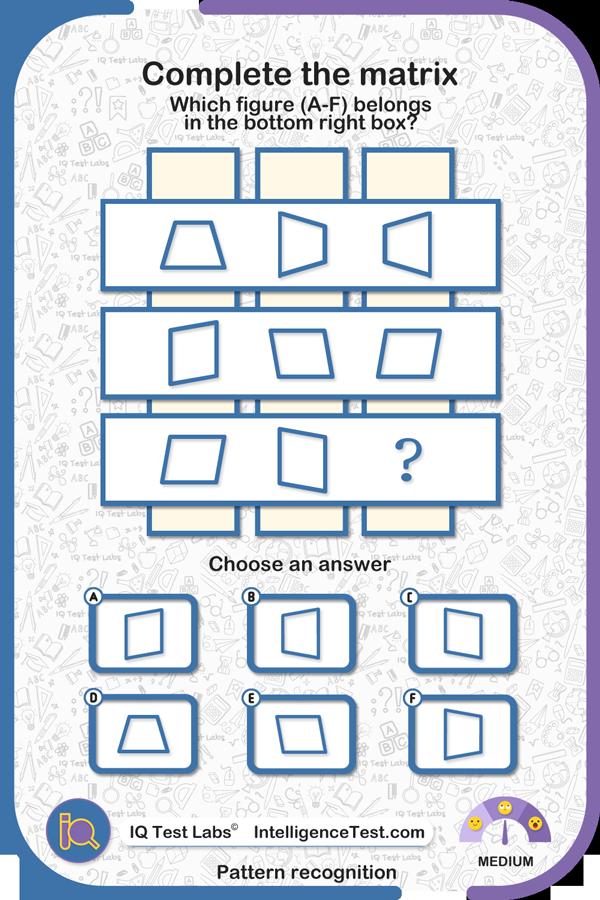 Complete the matrix
Which figure (A-F) belongs
in the bottom right box?
?
Choose an answer
A
B
C
D
E
F
IQ Test Labs© IntelligenceTest.com
MEDIUM
Pattern recognition